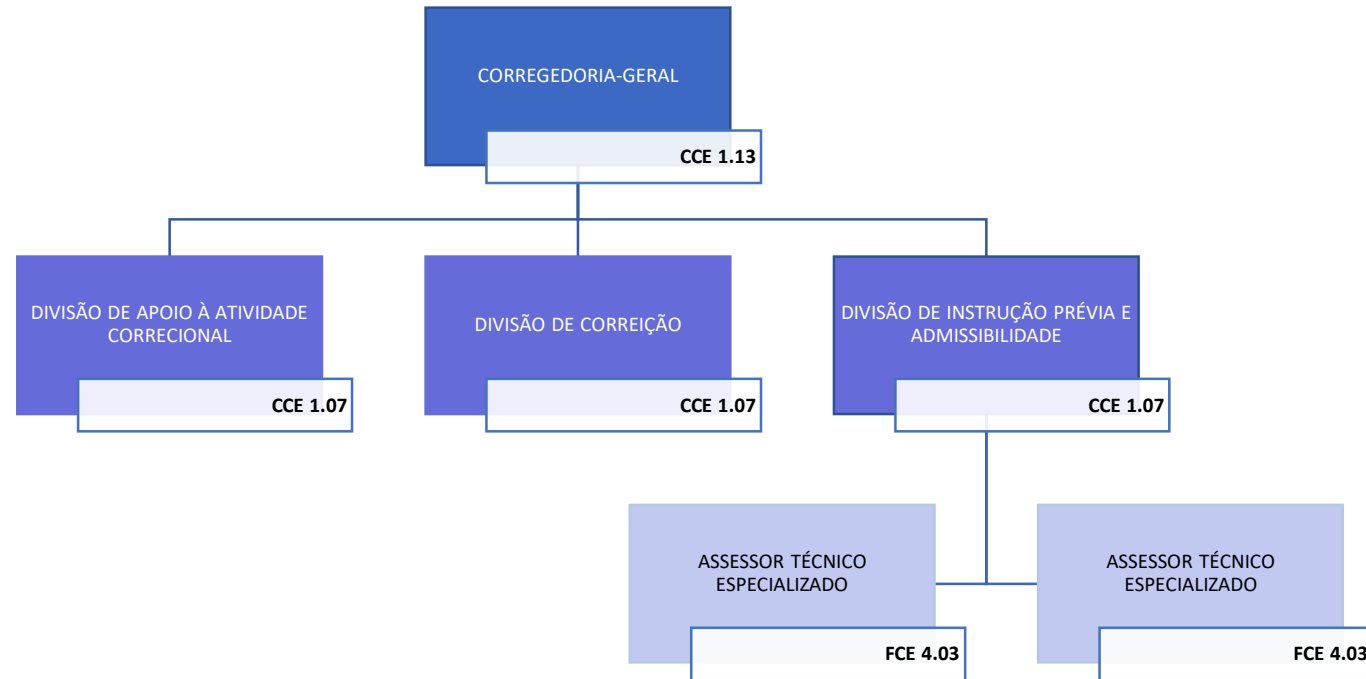 CORREGEDORIA-GERAL
CCE 1.13
DIVISÃO DE APOIO À ATIVIDADE
CORRECIONAL
CCE 1.07
DIVISÃO DE CORREIÇÃO
CCE 1.07
DIVISÃO DE INSTRUÇÃO PRÉVIA E
ADMISSIBILIDADE
CCE 1.07
ASSESSOR TÉCNICO
ESPECIALIZADO
FCE 4.03
ASSESSOR TÉCNICO
ESPECIALIZADO
FCE 4.03